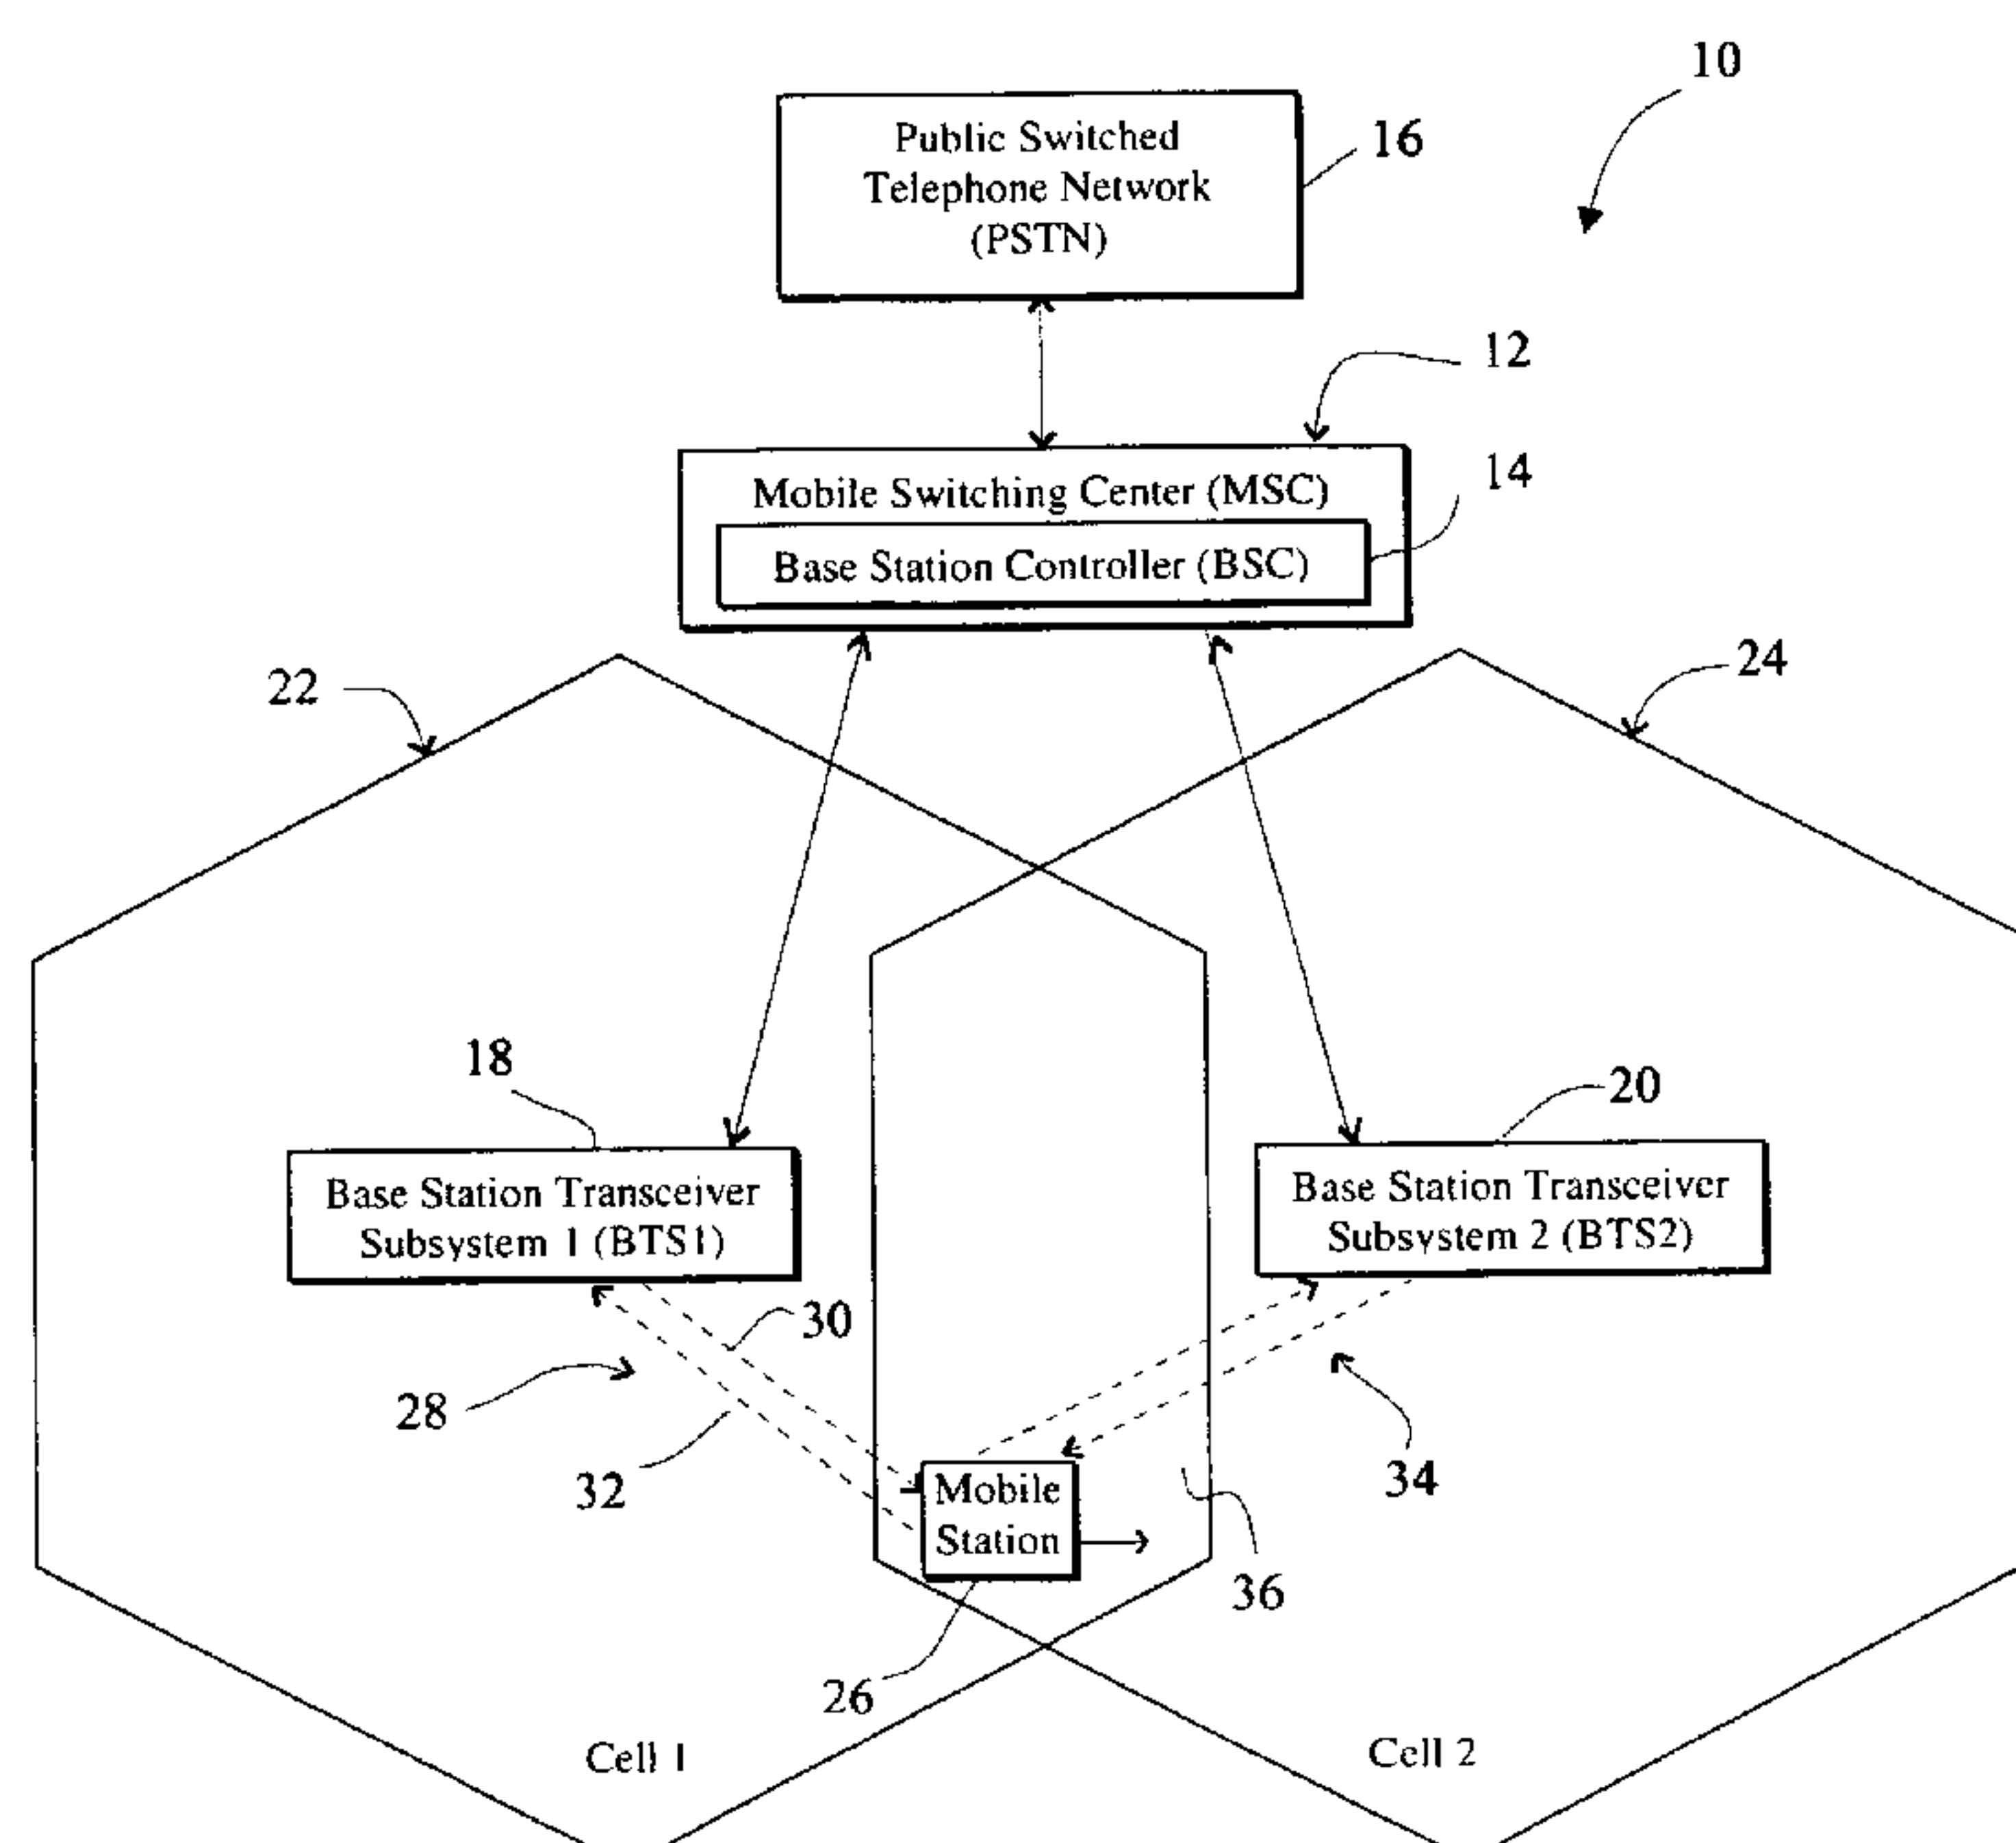 10
Public Switched
Telephone Network
(PSTN)
16
12
Mobile Switching Center (MSC)
14
Base Station Controller (BSC)
22
24
18
20
Base Station Transceiver
Subsystem 1 (BTS1)
Base Station Transceiver
Subsystem 2 (BTS2)
30
28
32
34
Mobile
Station
36
26
Cell 1
Cell 2